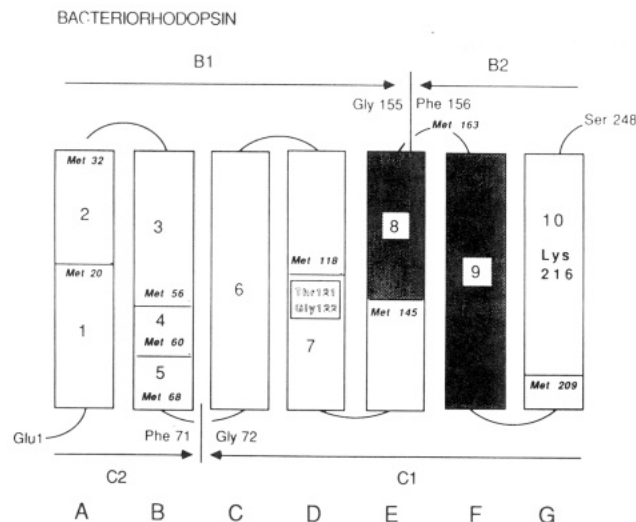 BACTERIORHODOPSIN
B1
B2
Gly 155
Phe 156
Met 163
Ser 248
Met 32
2
3
8
10
Lys
216
Met 20
Met 118
Thr121
Gly122
9
6
Met 56
4
Met 60
5
Met 68
1
7
Met 145
Met 209
Glu1
Phe 71
Gly 72
C2
C1
A B C D E F G